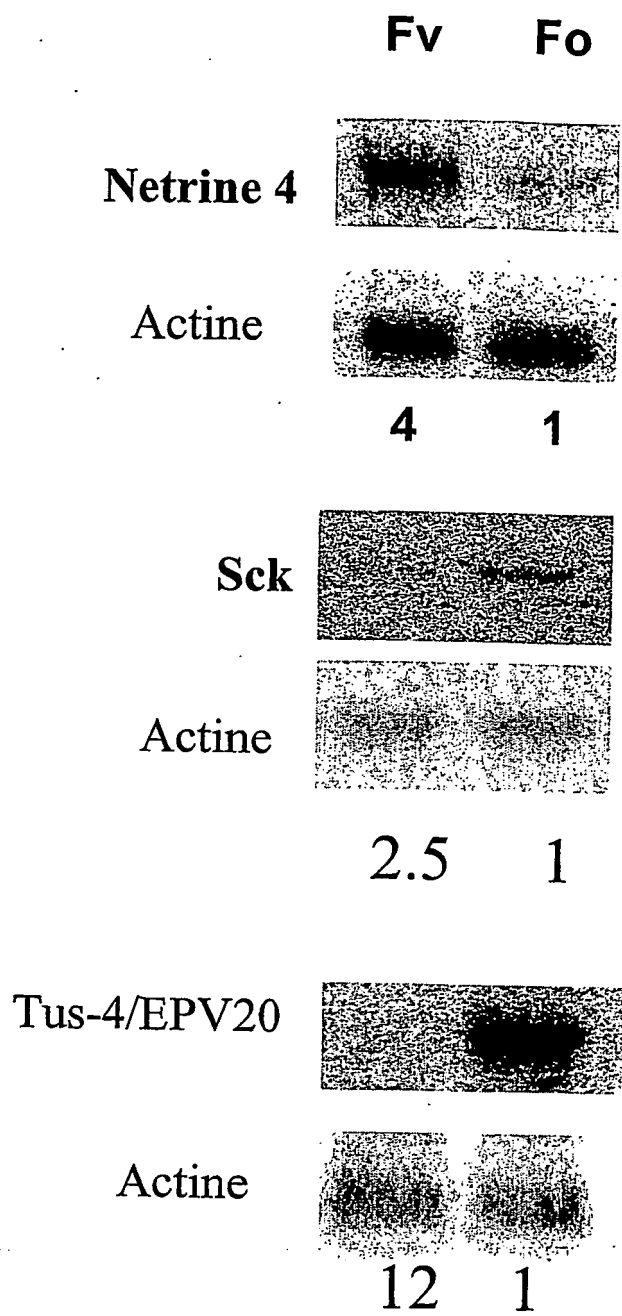 Fv Fo
Netrine 4
Actine
4 1
Sck
Actine
2.5 1
Tus-4/EPV20
Actine
12 1